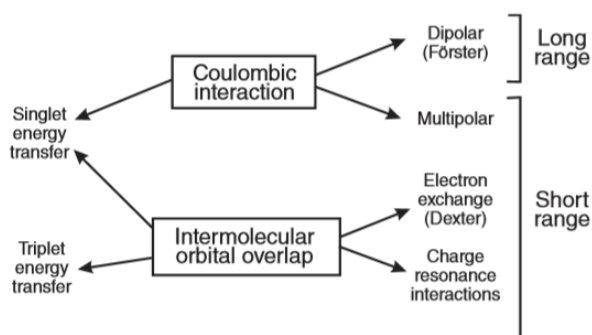 Dipolar
(Förster)
Long
range
Coulombic
interaction
Singlet
energy
transfer
Multipolar
Electron
exchange
(Dexter)
Short
range
Intermolecular
orbital overlap
Triplet
energy
transfer
Charge
resonance
interactions